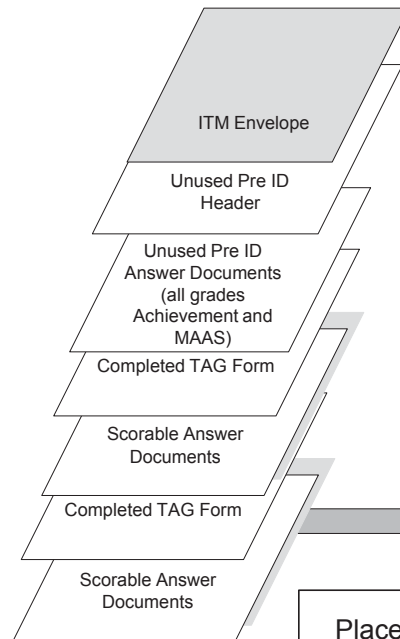 ITM Envelope
Unused Pre ID
Header
Unused Pre ID
Answer Documents
(all grades
Achievement and
MAAS)
Completed TAG Form
Scorable Answer
Documents
Completed TAG Form
Scorable Answer
Documents
Place